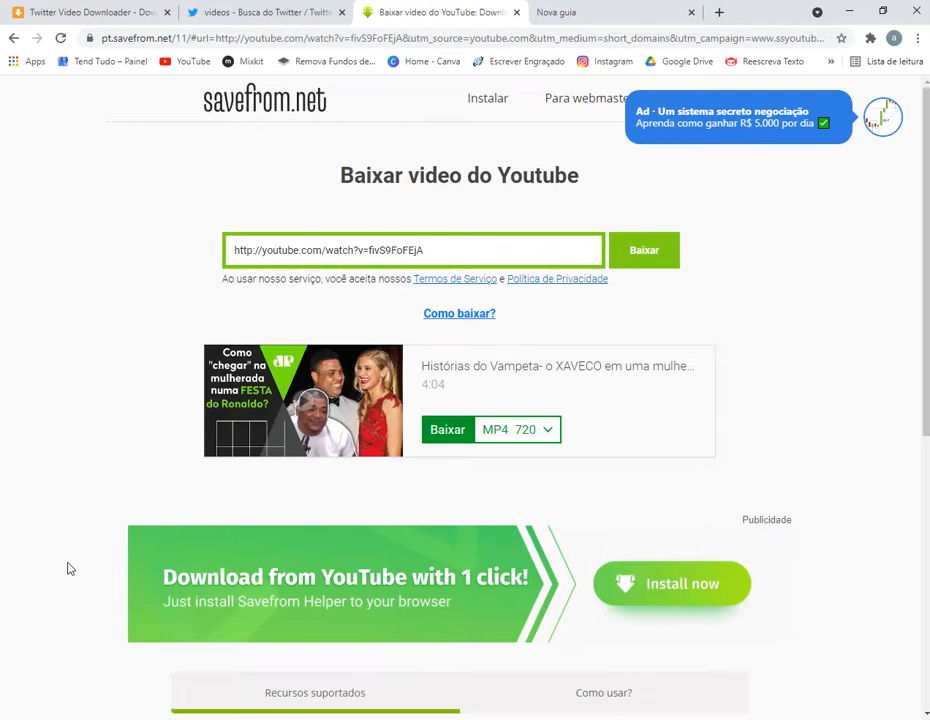 Twitter Video Downloader - Dow
videos - Busca do Twitter / Twitte
Baixar video do YouTube: Downl
Nova guia
pt.savefrom.net/11/#url=http://youtube.com/watch?v=fivS9FoFEjA&utm_source=youtube.com&utm_medium=short_domains&utm_campaign=www.ssyoutub...
a
Apps
Tend Tudo – Painel
YouTube
Mixkit
Remova Fundos de...
Home - Canva
Escrever Engraçado
Instagram
Google Drive
Reescreva Texto
»
Lista de leitura
savefrom.net
Instalar
Para webmaste
Ad · Um sistema secreto negociação
Aprenda como ganhar R$ 5.000 por dia ✅
Baixar video do Youtube
http://youtube.com/watch?v=fivS9FoFEjA
Baixar
Ao usar nosso serviço, você aceita nossos Termos de Serviço e Política de Privacidade
Como baixar?
Como
"chegar" na
mulherada
numa FESTA
do Ronaldo?
JP
Histórias do Vampeta- o XAVECO em uma mulhe...
4:04
Baixar
MP4 720
Publicidade
Download from YouTube with 1 click!
Just install Savefrom Helper to your browser
Install now
Recursos suportados
Como usar?